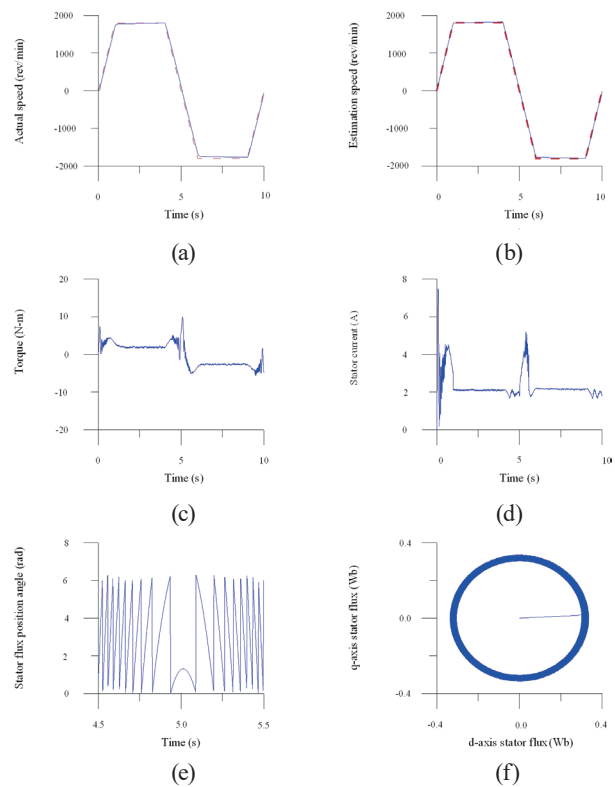 2000
1000
0
-1000
-2000
Actual speed (rev/min)
0
5
10
Time (s)
(a)
2000
1000
0
-1000
-2000
Estimation speed (rev/min)
0
5
10
Time (s)
(b)
20
10
0
-10
-20
Torque (N-m)
0
5
10
Time (s)
(c)
8
6
4
2
0
Stator current (A)
0
5
100
Time (s)
(d)
8
6
4
2
0
Stator flux position angle (rad)
4.5
5.0
5.5
Time (s)
(e)
0.4
0.0
-0.4
q-axis stator flux (Wb)
-0.4
0.0
0.4
d-axis stator flux (Wb)
(f)